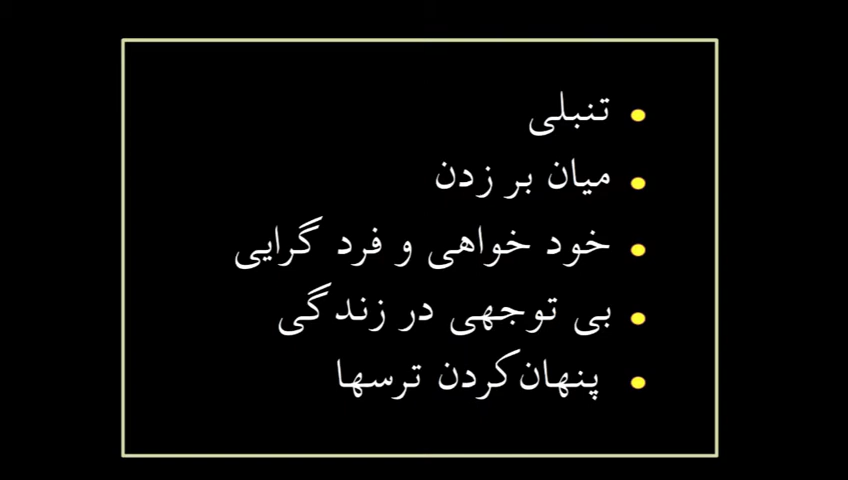 • تنبلی
• میان بر زدن
• خود خواهی و فرد گرایی
• بی توجهی در زندگی
• پنهان‌کردن ترسها